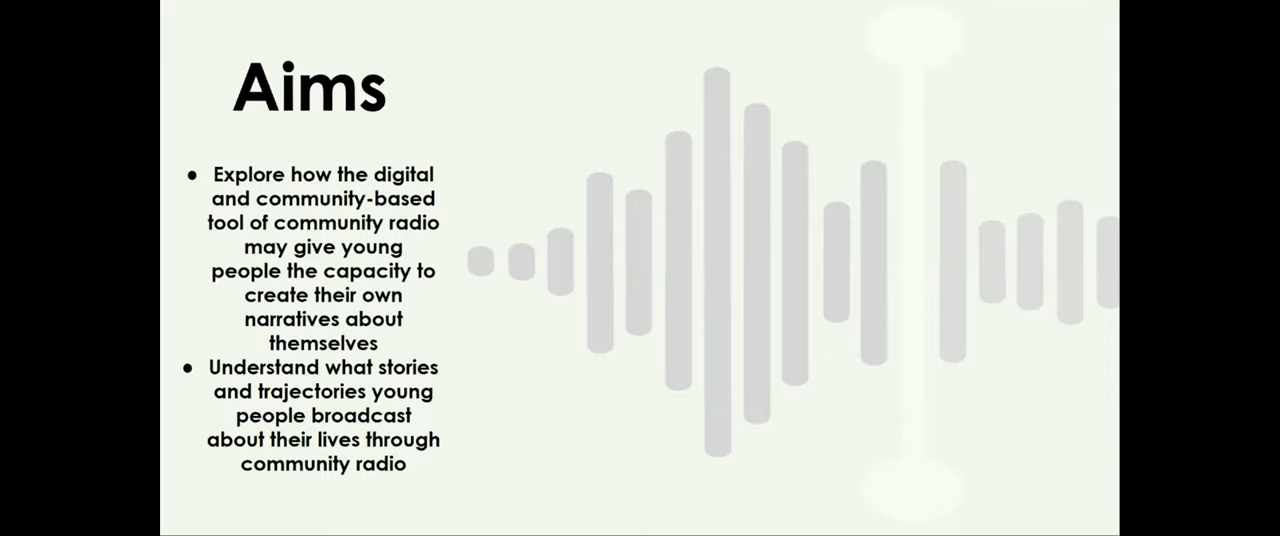 Aims
● Explore how the digital
and community-based
tool of community radio
may give young
people the capacity to
create their own
narratives about
themselves
● Understand what stories
and trajectories young
people broadcast
about their lives through
community radio